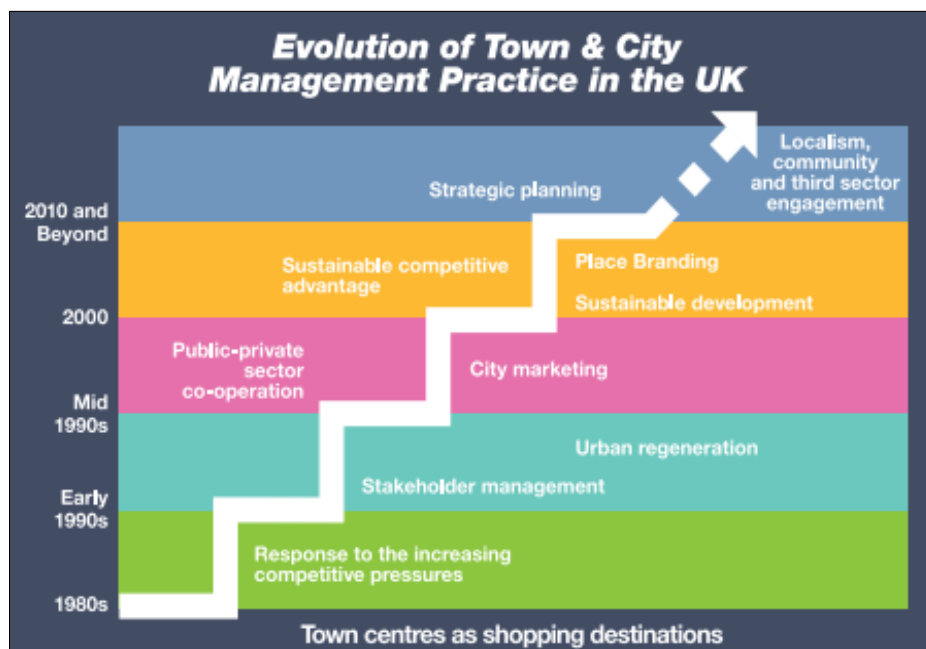 Evolution of Town & City
Management Practice in the UK
Localism,
community
and third sector
engagement
Strategic planning
2010 and
Beyond
Sustainable competitive
advantage
Place Branding
Sustainable development
2000
Public-private
sector
co-operation
City marketing
Mid
1990s
Urban regeneration
Stakeholder management
Early
1990s
Response to the increasing
competitive pressures
1980s
Town centres as shopping destinations